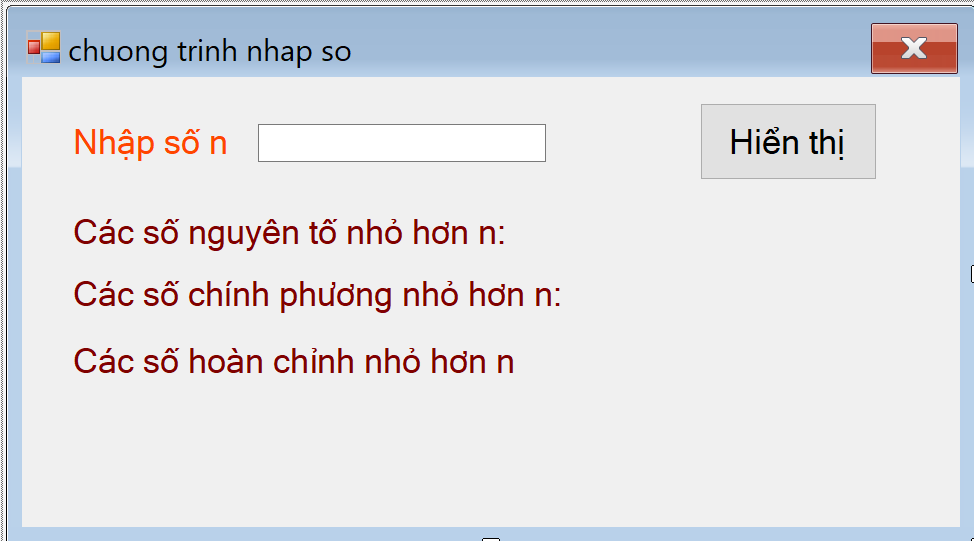 chuong trinh nhap so
Nhập số n
Hiển thị
Các số nguyên tố nhỏ hơn n:
Các số chính phương nhỏ hơn n:
Các số hoàn chỉnh nhỏ hơn n